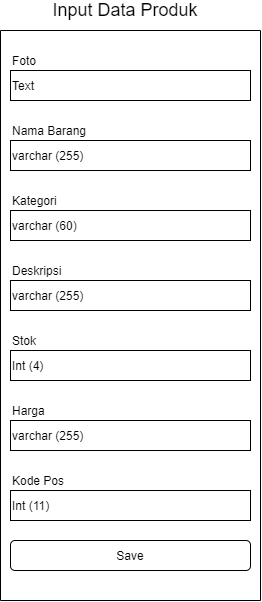 Input Data Produk
Foto
Text
Nama Barang
varchar (255)
Kategori
varchar (60)
Deskripsi
varchar (255)
Stok
Int (4)
Harga
varchar (255)
Kode Pos
Int (11)
Save